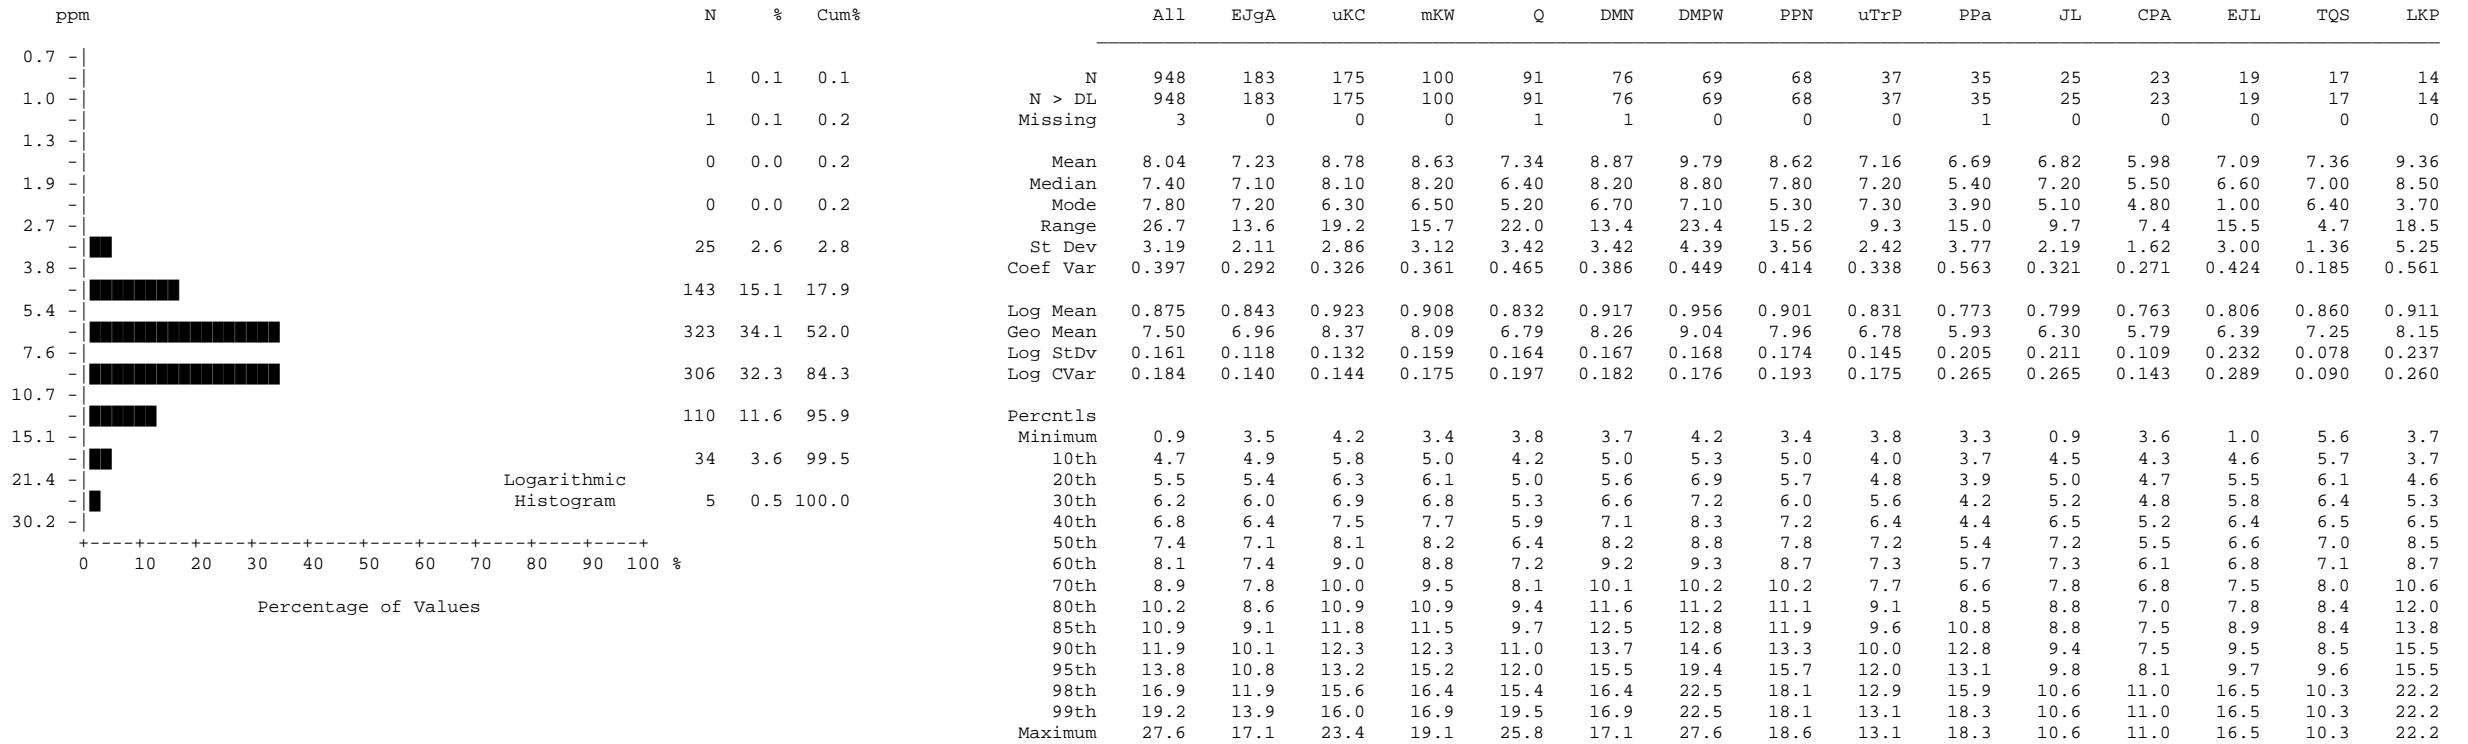 ppm N % Cum% All EJgA uKC mKW Q DMN DMPW PPN uTrP PPa JL CPA EJL TQS LKP
0.7
1 0.1 0.1 N 948 183 175 100 91 76 69 68 37 35 25 23 19 17 14
1.0 N > DL 948 183 175 100 91 76 69 68 37 35 25 23 19 17 14
1 0.1 0.2 Missing 3 0 0 0 1 1 0 0 0 1 0 0 0 0 0
1.3
0 0.0 0.2 Mean 8.04 7.23 8.78 8.63 7.34 8.87 9.79 8.62 7.16 6.69 6.82 5.98 7.09 7.36 9.36
1.9 Median 7.40 7.10 8.10 8.20 6.40 8.20 8.80 7.80 7.20 5.40 7.20 5.50 6.60 7.00 8.50
0 0.0 0.2 Mode 7.80 7.20 6.30 6.50 5.20 6.70 7.10 5.30 7.30 3.90 5.10 4.80 1.00 6.40 3.70
2.7 Range 26.7 13.6 19.2 15.7 22.0 13.4 23.4 15.2 9.3 15.0 9.7 7.4 15.5 4.7 18.5
25 2.6 2.8 St Dev 3.19 2.11 2.86 3.12 3.42 3.42 4.39 3.56 2.42 3.77 2.19 1.62 3.00 1.36 5.25
3.8 Coef Var 0.397 0.292 0.326 0.361 0.465 0.386 0.449 0.414 0.338 0.563 0.321 0.271 0.424 0.185 0.561
143 15.1 17.9
5.4 Log Mean 0.875 0.843 0.923 0.908 0.832 0.917 0.956 0.901 0.831 0.773 0.799 0.763 0.806 0.860 0.911
323 34.1 52.0 Geo Mean 7.50 6.96 8.37 8.09 6.79 8.26 9.04 7.96 6.78 5.93 6.30 5.79 6.39 7.25 8.15
7.6 Log StDv 0.161 0.118 0.132 0.159 0.164 0.167 0.168 0.174 0.145 0.205 0.211 0.109 0.232 0.078 0.237
306 32.3 84.3 Log CVar 0.184 0.140 0.144 0.175 0.197 0.182 0.176 0.193 0.175 0.265 0.265 0.143 0.289 0.090 0.260
10.7
110 11.6 95.9 Percntls
15.1 Minimum 0.9 3.5 4.2 3.4 3.8 3.7 4.2 3.4 3.8 3.3 0.9 3.6 1.0 5.6 3.7
34 3.6 99.5 10th 4.7 4.9 5.8 5.0 4.2 5.0 5.3 5.0 4.0 3.7 4.5 4.3 4.6 5.7 3.7
21.4 Logarithmic 20th 5.5 5.4 6.3 6.1 5.0 5.6 6.9 5.7 4.8 3.9 5.0 4.7 5.5 6.1 4.6
Histogram 5 0.5 100.0 30th 6.2 6.0 6.9 6.8 5.3 6.6 7.2 6.0 5.6 4.2 5.2 4.8 5.8 6.4 5.3
30.2 40th 6.8 6.4 7.5 7.7 5.9 7.1 8.3 7.2 6.4 4.4 6.5 5.2 6.4 6.5 6.5
50th 7.4 7.1 8.1 8.2 6.4 8.2 8.8 7.8 7.2 5.4 7.2 5.5 6.6 7.0 8.5
0 10 20 30 40 50 60 70 80 90 100 % 60th 8.1 7.4 9.0 8.8 7.2 9.2 9.3 8.7 7.3 5.7 7.3 6.1 6.8 7.1 8.7
70th 8.9 7.8 10.0 9.5 8.1 10.1 10.2 10.2 7.7 6.6 7.8 6.8 7.5 8.0 10.6
Percentage of Values 80th 10.2 8.6 10.9 10.9 9.4 11.6 11.2 11.1 9.1 8.5 8.8 7.0 7.8 8.4 12.0
85th 10.9 9.1 11.8 11.5 9.7 12.5 12.8 11.9 9.6 10.8 8.8 7.5 8.9 8.4 13.8
90th 11.9 10.1 12.3 12.3 11.0 13.7 14.6 13.3 10.0 12.8 9.4 7.5 9.5 8.5 15.5
95th 13.8 10.8 13.2 15.2 12.0 15.5 19.4 15.7 12.0 13.1 9.8 8.1 9.7 9.6 15.5
98th 16.9 11.9 15.6 16.4 15.4 16.4 22.5 18.1 12.9 15.9 10.6 11.0 16.5 10.3 22.2
99th 19.2 13.9 16.0 16.9 19.5 16.9 22.5 18.1 13.1 18.3 10.6 11.0 16.5 10.3 22.2
Maximum 27.6 17.1 23.4 19.1 25.8 17.1 27.6 18.6 13.1 18.3 10.6 11.0 16.5 10.3 22.2